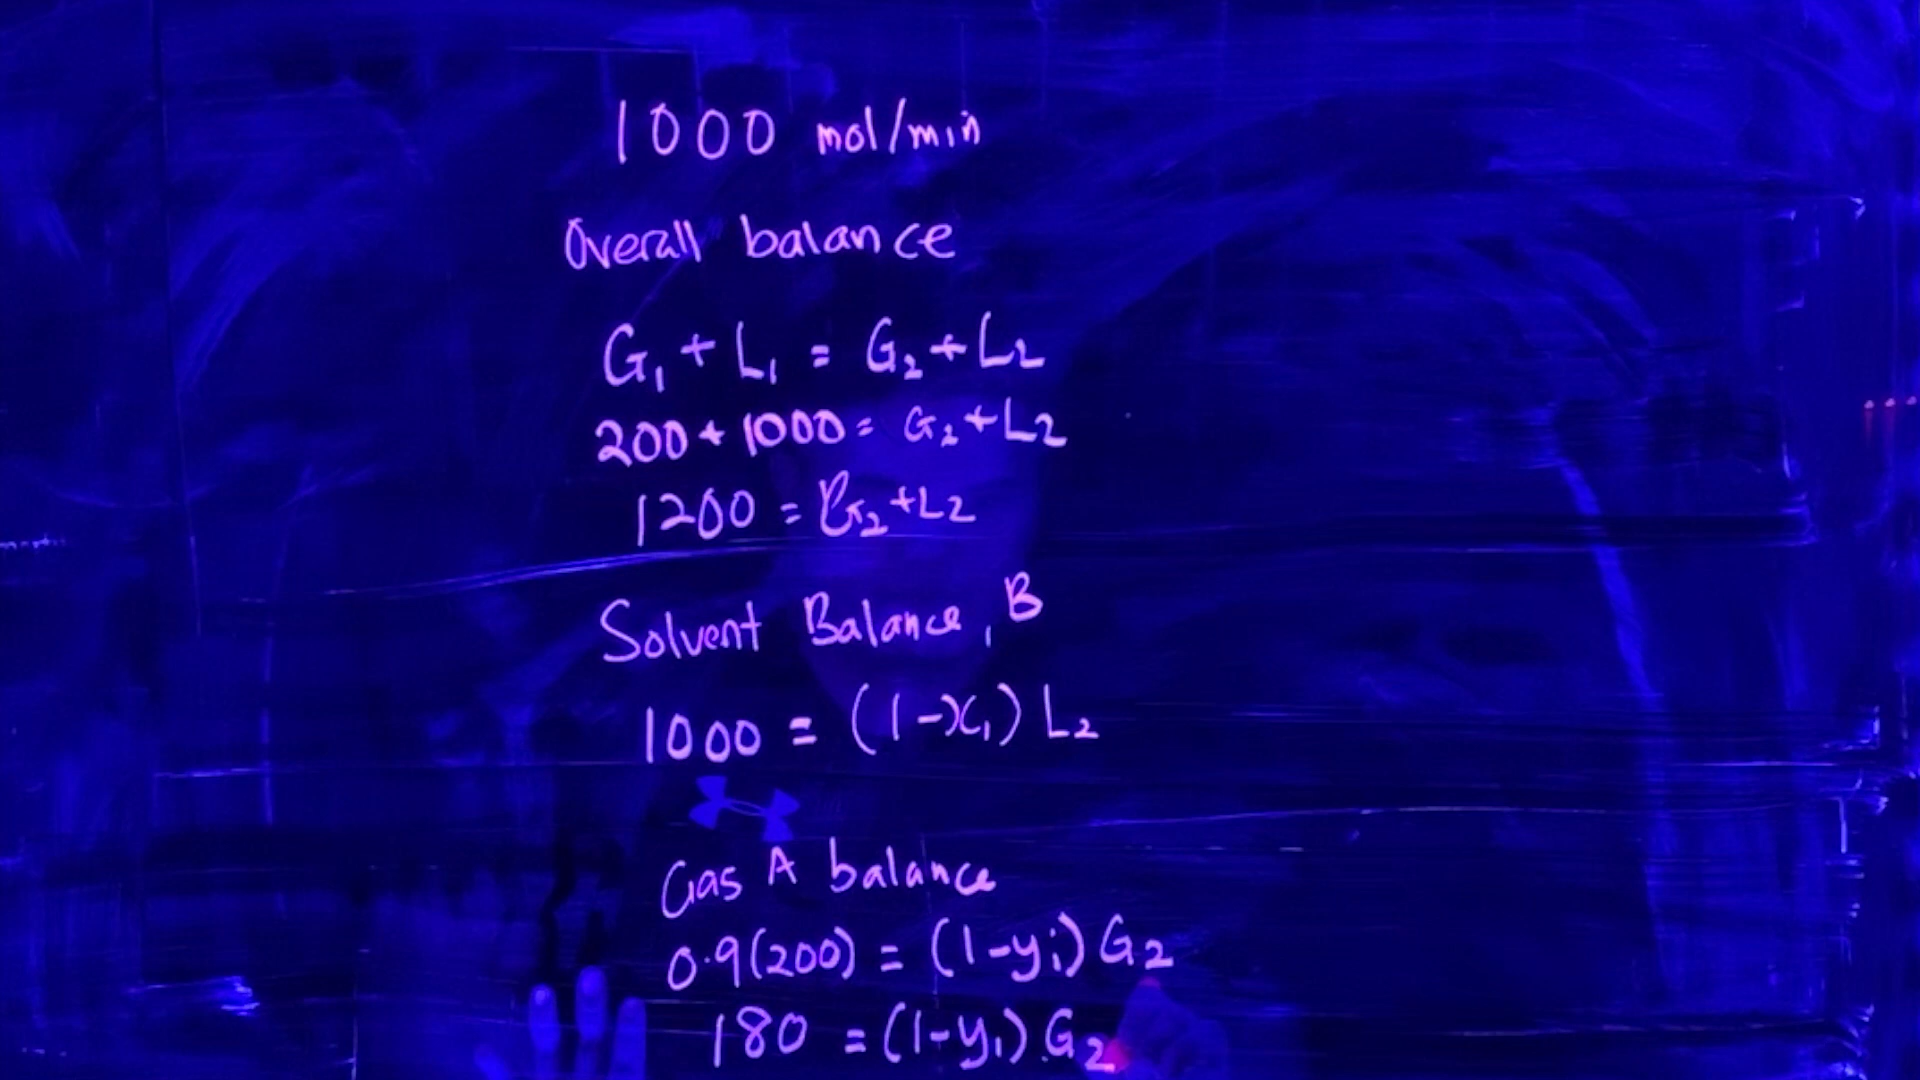 1000 mol/min
Overall balance
G₁ + L₁ = G₂ + L₂
200 + 1000 = G₂ + L₂
1200 = G₂ + L₂
Solvent Balance, B
1000 = (1-x₁) L₂
Gas A balance
0.9(200) = (1-yi) G₂
180 = (1-y₁) G₂